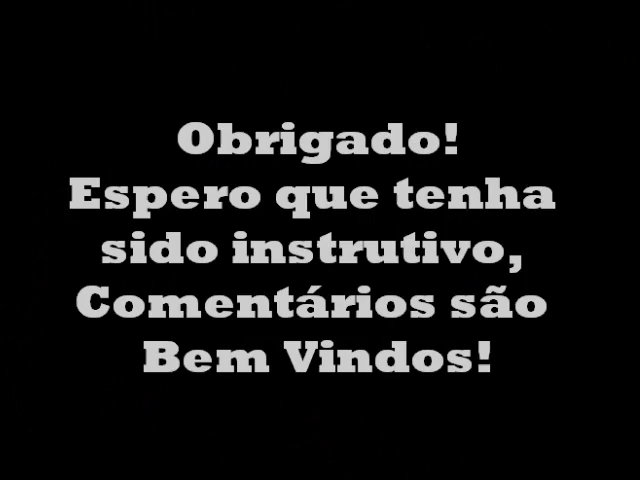 Obrigado!
Espero que tenha
sido instrutivo,
Comentários são
Bem Vindos!